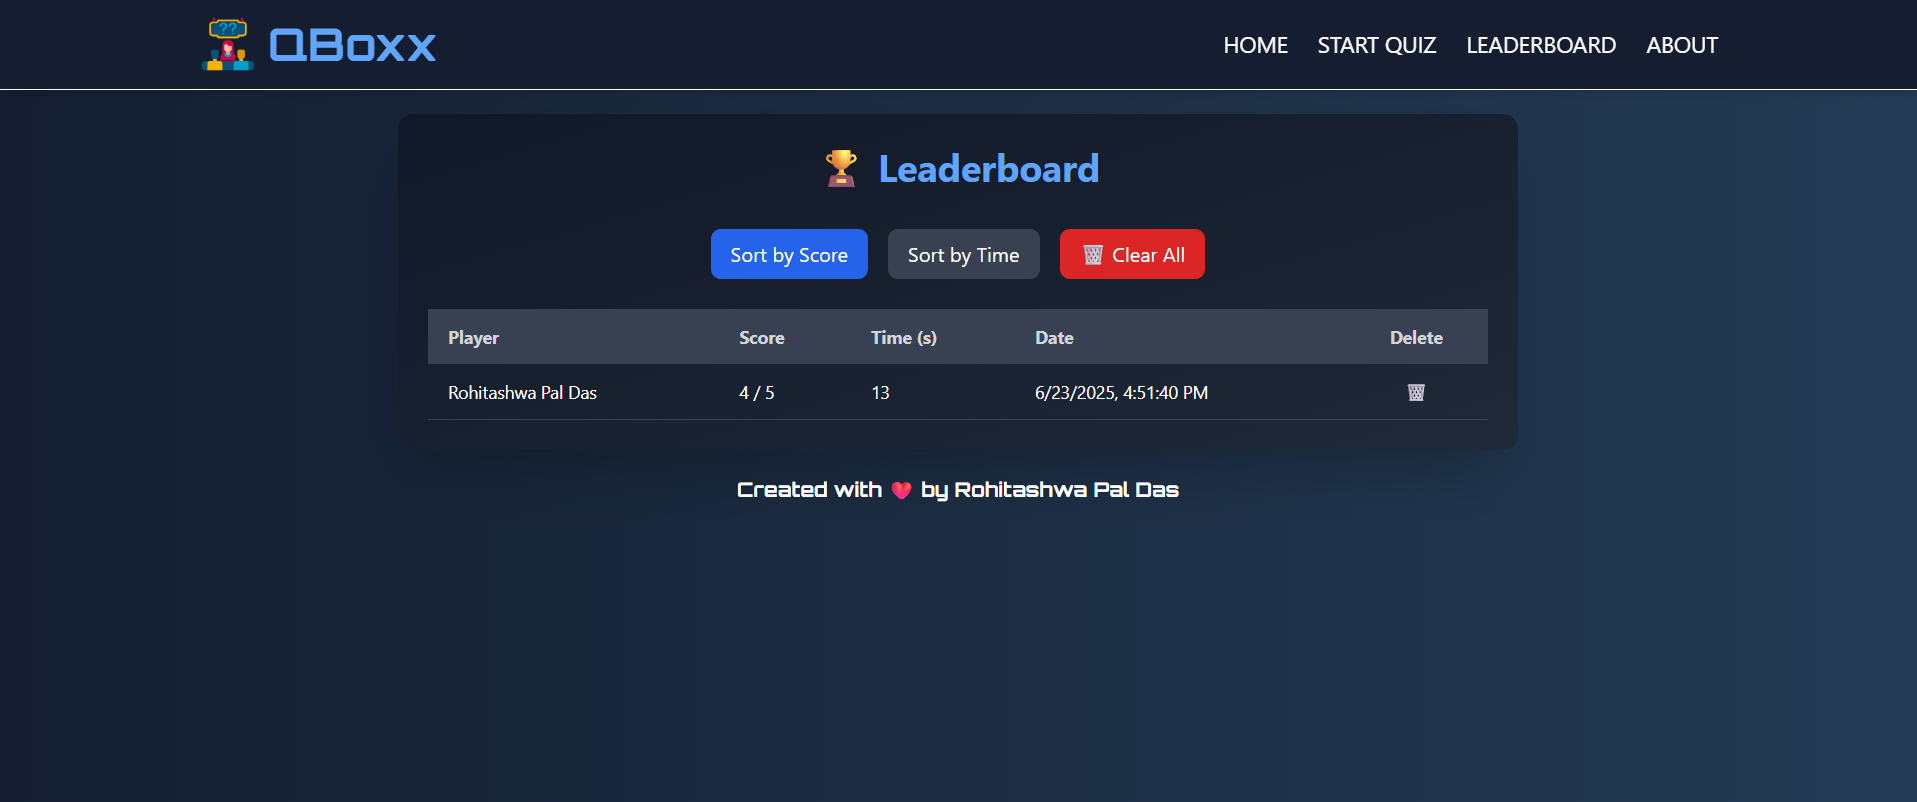 ?? QBoxx HOME START QUIZ LEADERBOARD ABOUT
🏆 Leaderboard
Sort by Score Sort by Time 🗑️ Clear All
Player Score Time (s) Date Delete
Rohitashwa Pal Das 4 / 5 13 6/23/2025, 4:51:40 PM 🗑️
Created with ❤️ by Rohitashwa Pal Das